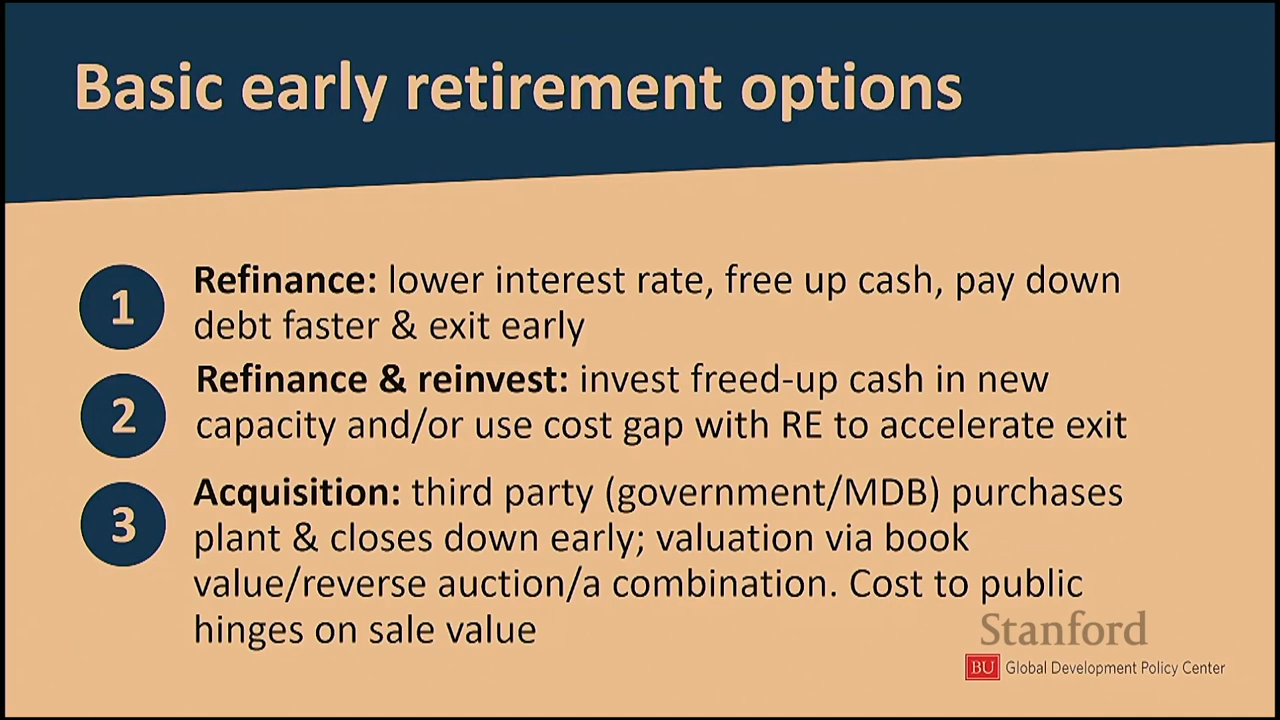 Basic early retirement options
1
Refinance: lower interest rate, free up cash, pay down
debt faster & exit early
2
Refinance & reinvest: invest freed-up cash in new
capacity and/or use cost gap with RE to accelerate exit
3
Acquisition: third party (government/MDB) purchases
plant & closes down early; valuation via book
value/reverse auction/a combination. Cost to public
hinges on sale value
Stanford
BU Global Development Policy Center